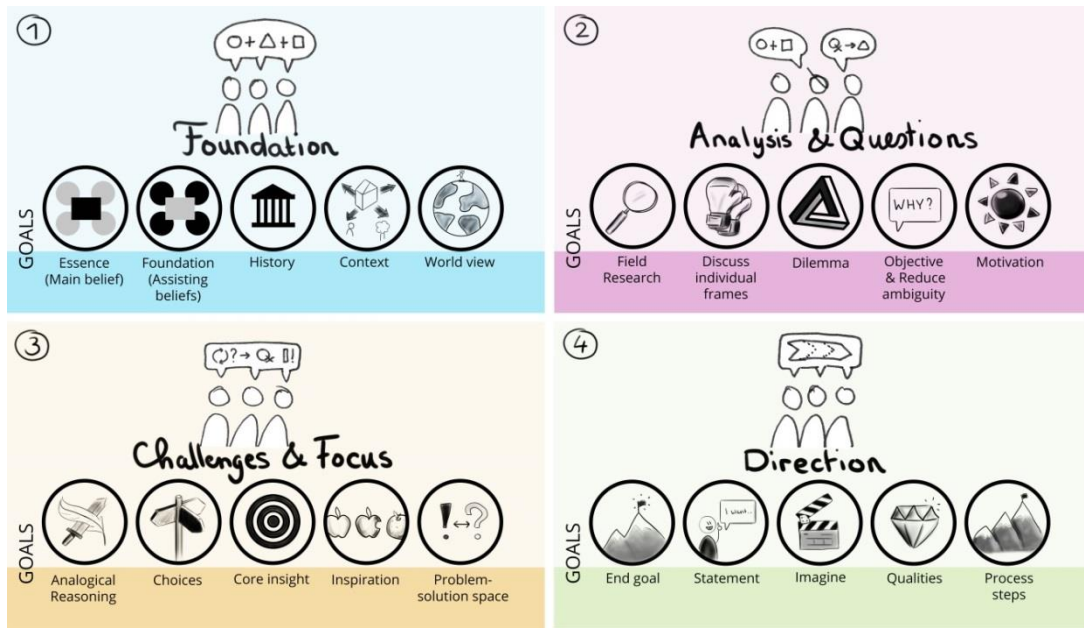 1
Foundation
GOALS
Essence
(Main belief)
Foundation
(Assisting
beliefs)
History
Context
World view
2
Analysis & Questions
GOALS
Field
Research
Discuss
individual
frames
Dilemma
WHY?
Objective
& Reduce
ambiguity
Motivation
3
?
!
Challenges & Focus
GOALS
Analogical
Reasoning
Choices
Core insight
Inspiration
! ↔ ?
Problem-
solution space
4
Direction
GOALS
End goal
I want..
Statement
Imagine
Qualities
Process
steps